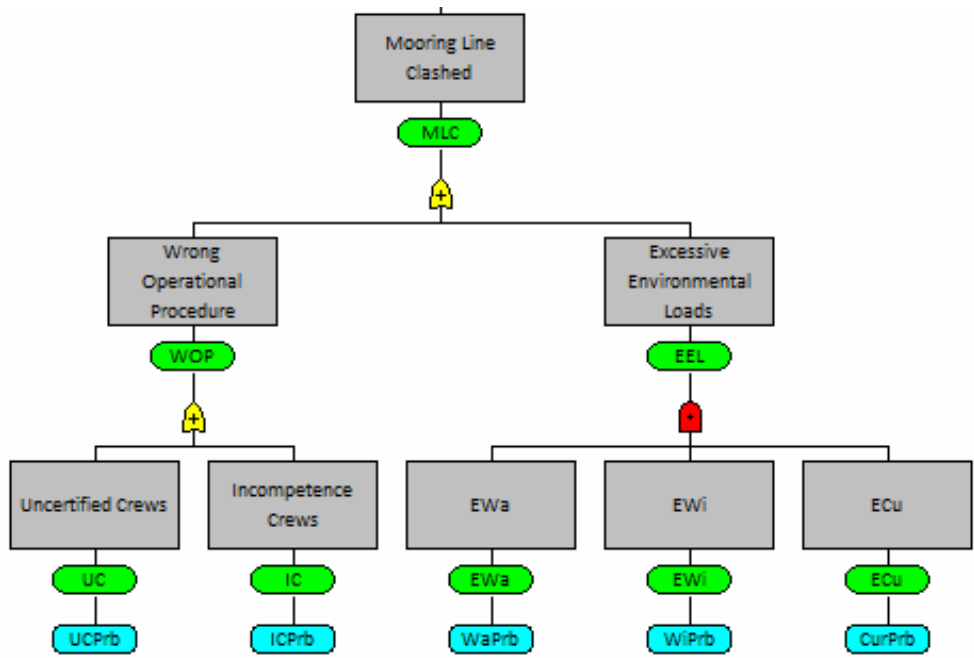 Mooring Line
Clashed
MLC
+
Wrong
Operational
Procedure
Excessive
Environmental
Loads
WOP
EEL
+
Uncertified Crews
Incompetence
Crews
EWa
EWi
ECu
UC
IC
EWa
EWi
ECu
UCPrb
ICPrb
WaPrb
WiPrb
CurPrb